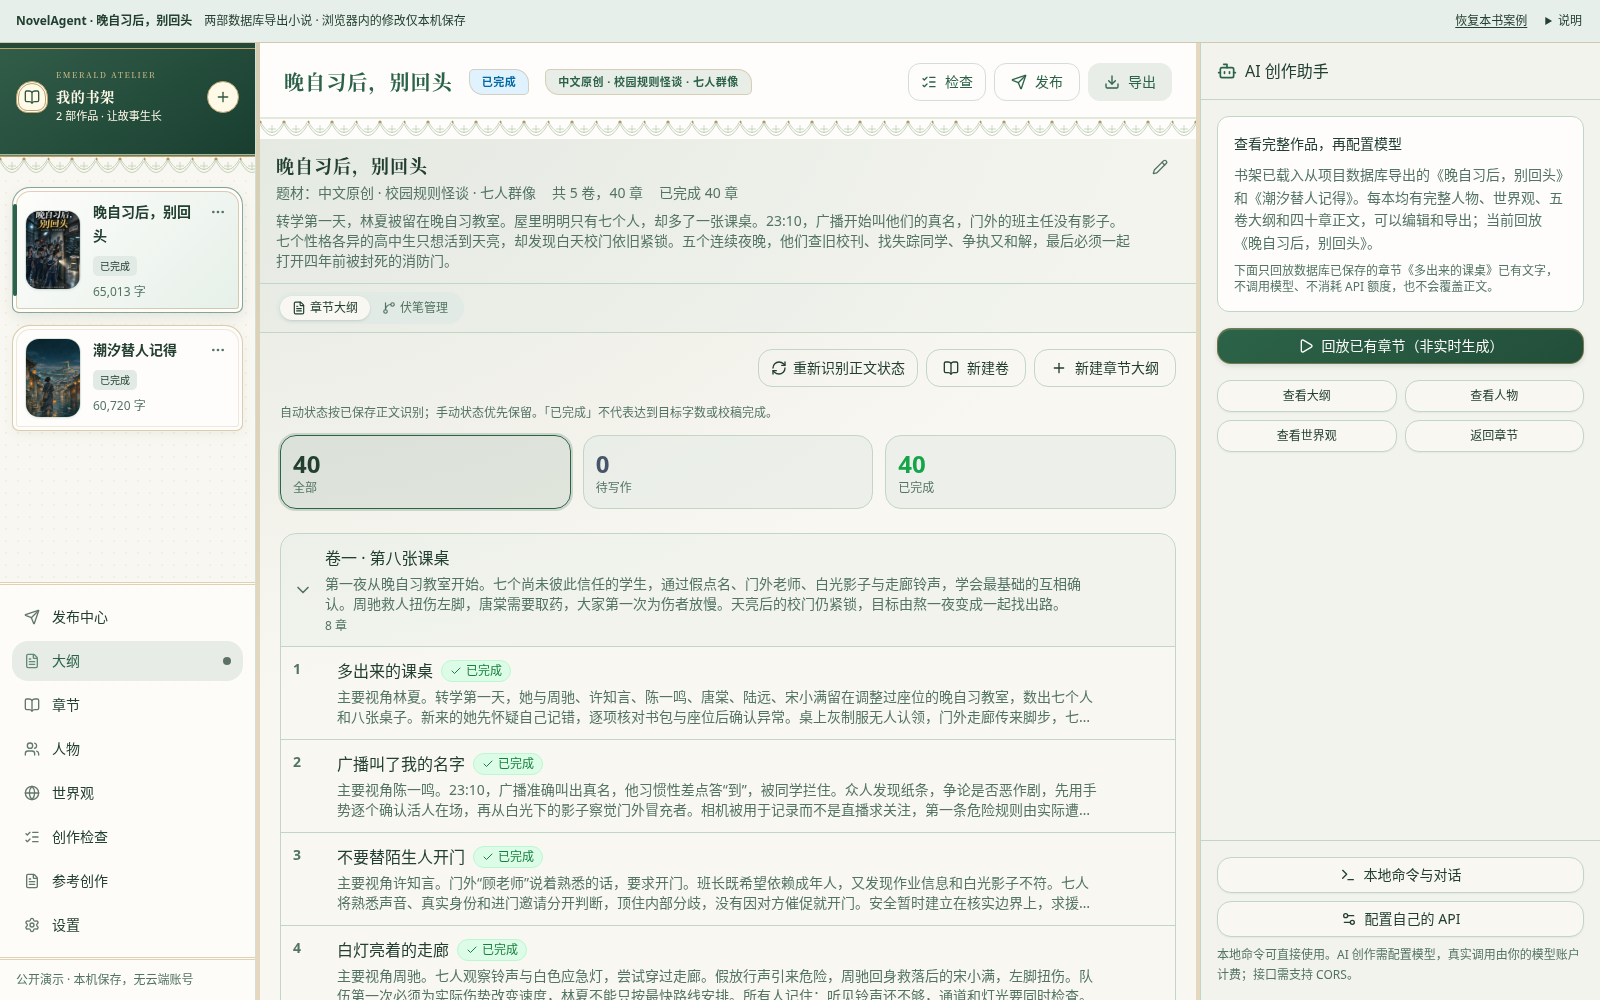 NovelAgent · 晚自习后，别回头 两部数据库导出小说 · 浏览器内的修改仅本机保存
恢复本书案例 说明
EMERALD ATELIER
我的书架
2 部作品 · 让故事生长
晚自习后，别回头
已完成
65,013 字
潮汐替人记得
已完成
60,720 字
发布中心
大纲
章节
人物
世界观
创作检查
参考创作
设置
公开演示 · 本机保存，无云端账号
晚自习后，别回头 已完成 中文原创 · 校园规则怪谈 · 七人群像
检查 发布 导出
晚自习后，别回头
题材：中文原创 · 校园规则怪谈 · 七人群像 共 5 卷，40 章 已完成 40 章
转学第一天，林夏被留在晚自习教室。屋里明明只有七个人，却多了一张课桌。23:10，广播开始叫他们的真名，门外的班主任没有影子。
七个性格各异的高中生只想活到天亮，却发现白天校门依旧紧锁。五个连续夜晚，他们查旧校刊、找失踪同学、争执又和解，最后必须一起
打开四年前被封死的消防门。
章节大纲 伏笔管理
重新识别正文状态 新建卷 新建章节大纲
自动状态按已保存正文识别；手动状态优先保留。「已完成」不代表达到目标字数或校稿完成。
40
全部
0
待写作
40
已完成
卷一 · 第八张课桌
第一夜从晚自习教室开始。七个尚未彼此信任的学生，通过假点名、门外老师、白光影子与走廊铃声，学会最基础的互相确
认。周驰救人扭伤左脚，唐棠需要取药，大家第一次为伤者放慢。天亮后的校门仍紧锁，目标由熬一夜变成一起找出路。
8 章
1 多出来的课桌 已完成
主要视角林夏。转学第一天，她与周驰、许知言、陈一鸣、唐棠、陆远、宋小满留在调整过座位的晚自习教室，数出七个人
和八张桌子。新来的她先怀疑自己记错，逐项核对书包与座位后确认异常。桌上灰制服无人认领，门外走廊传来脚步，七...
2 广播叫了我的名字 已完成
主要视角陈一鸣。23:10，广播准确叫出真名，他习惯性差点答“到”，被同学拦住。众人发现纸条，争论是否恶作剧，先用手
势逐个确认活人在场，再从白光下的影子察觉门外冒充者。相机被用于记录而不是直播求关注，第一条危险规则由实际遭...
3 不要替陌生人开门 已完成
主要视角许知言。门外“顾老师”说着熟悉的话，要求开门。班长既希望依赖成年人，又发现作业信息和白光影子不符。七人
将熟悉声音、真实身份和进门邀请分开判断，顶住内部分歧，没有因对方催促就开门。安全暂时建立在核实边界上，求援...
4 白灯亮着的走廊 已完成
主要视角周驰。七人观察铃声与白色应急灯，尝试穿过走廊。假放行声引来危险，周驰回身救落后的宋小满，左脚扭伤。队
伍第一次必须为实际伤势改变速度，林夏不能只按最快路线安排。所有人记住：听见铃声还不够，通道和灯光要同时检查。
AI 创作助手
查看完整作品，再配置模型
书架已载入从项目数据库导出的《晚自习后，别回头》
和《潮汐替人记得》。每本均有完整人物、世界观、五
卷大纲和四十章正文，可以编辑和导出；当前回放
《晚自习后，别回头》。
下面只回放数据库已保存的章节《多出来的课桌》已有文字，
不调用模型、不消耗 API 额度，也不会覆盖正文。
回放已有章节（非实时生成）
查看大纲 查看人物
查看世界观 返回章节
本地命令与对话
配置自己的 API
本地命令可直接使用。AI 创作需配置模型，真实调用由你的模型账户
计费；接口需支持 CORS。